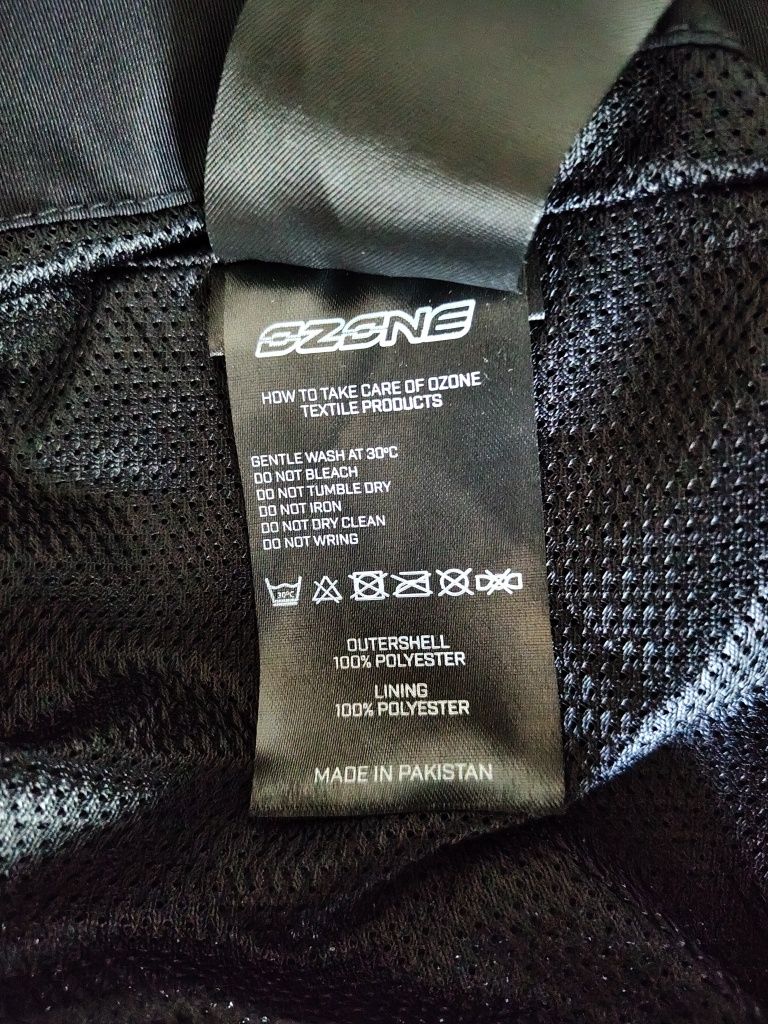 OZONE
HOW TO TAKE CARE OF OZONE
TEXTILE PRODUCTS
GENTLE WASH AT 30ºC
DO NOT BLEACH
DO NOT TUMBLE DRY
DO NOT IRON
DO NOT DRY CLEAN
DO NOT WRING
30ºC
OUTERSHELL
100% POLYESTER
LINING
100% POLYESTER
MADE IN PAKISTAN